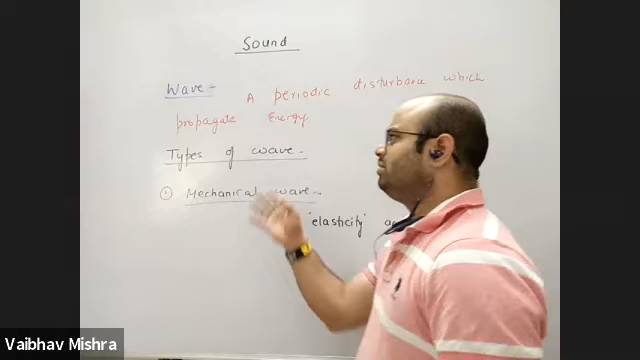 Sound
Wave:- A periodic disturbance which
propagate Energy.
Types of wave -
① Mechanical wave -
'elasticity'
Vaibhav Mishra